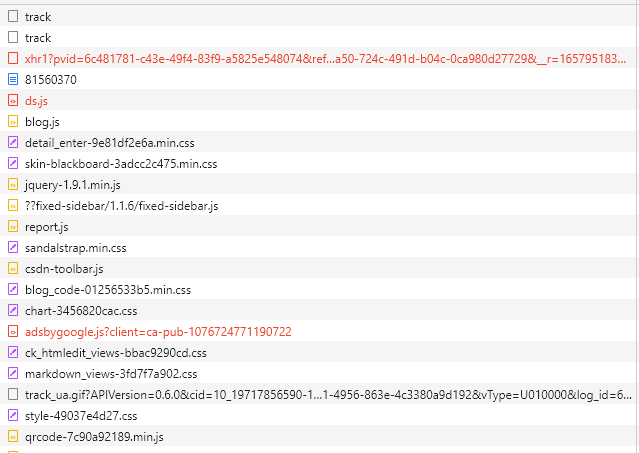 track
track
xhr1?pvid=6c481781-c43e-49f4-83f9-a5825e548074&ref...a50-724c-491d-b04c-0ca980d27729&__r=165795183...
81560370
ds.js
blog.js
detail_enter-9e81df2e6a.min.css
skin-blackboard-3adcc2c475.min.css
jquery-1.9.1.min.js
??fixed-sidebar/1.1.6/fixed-sidebar.js
report.js
sandalstrap.min.css
csdn-toolbar.js
blog_code-01256533b5.min.css
chart-3456820cac.css
adsbygoogle.js?client=ca-pub-1076724771190722
ck_htmledit_views-bbac9290cd.css
markdown_views-3fd7f7a902.css
track_ua.gif?APIVersion=0.6.0&cid=10_19717856590-1...1-4956-863e-4c3380a9d192&vType=U010000&log_id=6...
style-49037e4d27.css
qrcode-7c90a92189.min.js